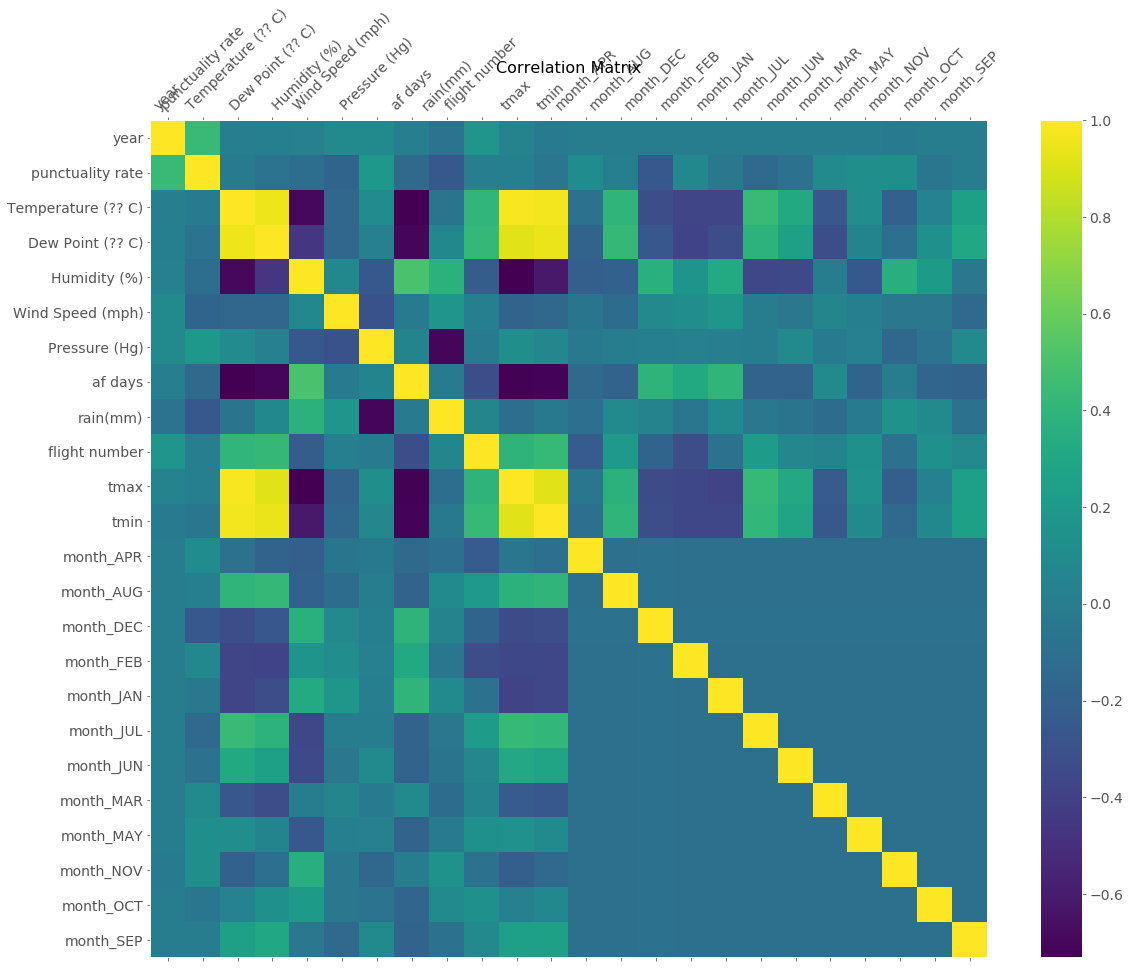 Correlation Matrix
year
punctuality rate
Temperature (?? C)
Dew Point (?? C)
Humidity (%)
Wind Speed (mph)
Pressure (Hg)
af days
rain(mm)
flight number
tmax
tmin
month_APR
month_AUG
month_DEC
month_FEB
month_JAN
month_JUL
month_JUN
month_MAR
month_MAY
month_NOV
month_OCT
month_SEP
year
punctuality rate
Temperature (?? C)
Dew Point (?? C)
Humidity (%)
Wind Speed (mph)
Pressure (Hg)
af days
rain(mm)
flight number
tmax
tmin
month_APR
month_AUG
month_DEC
month_FEB
month_JAN
month_JUL
month_JUN
month_MAR
month_MAY
month_NOV
month_OCT
month_SEP
1.0
0.8
0.6
0.4
0.2
0.0
−0.2
−0.4
−0.6